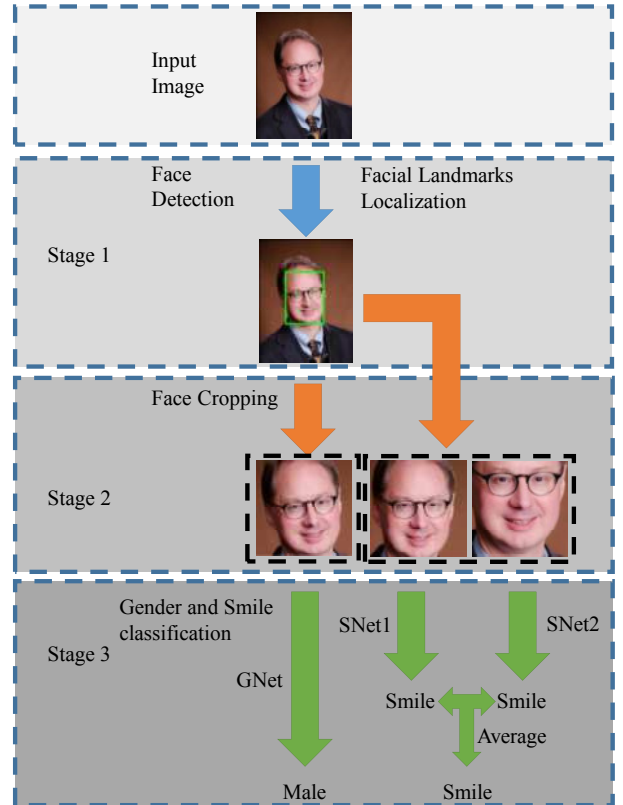 Input
Image
Face
Detection
Facial Landmarks
Localization
Stage 1
Face Cropping
Stage 2
Gender and Smile
classification
Stage 3
SNet1
SNet2
GNet
Smile
Smile
Average
Male
Smile